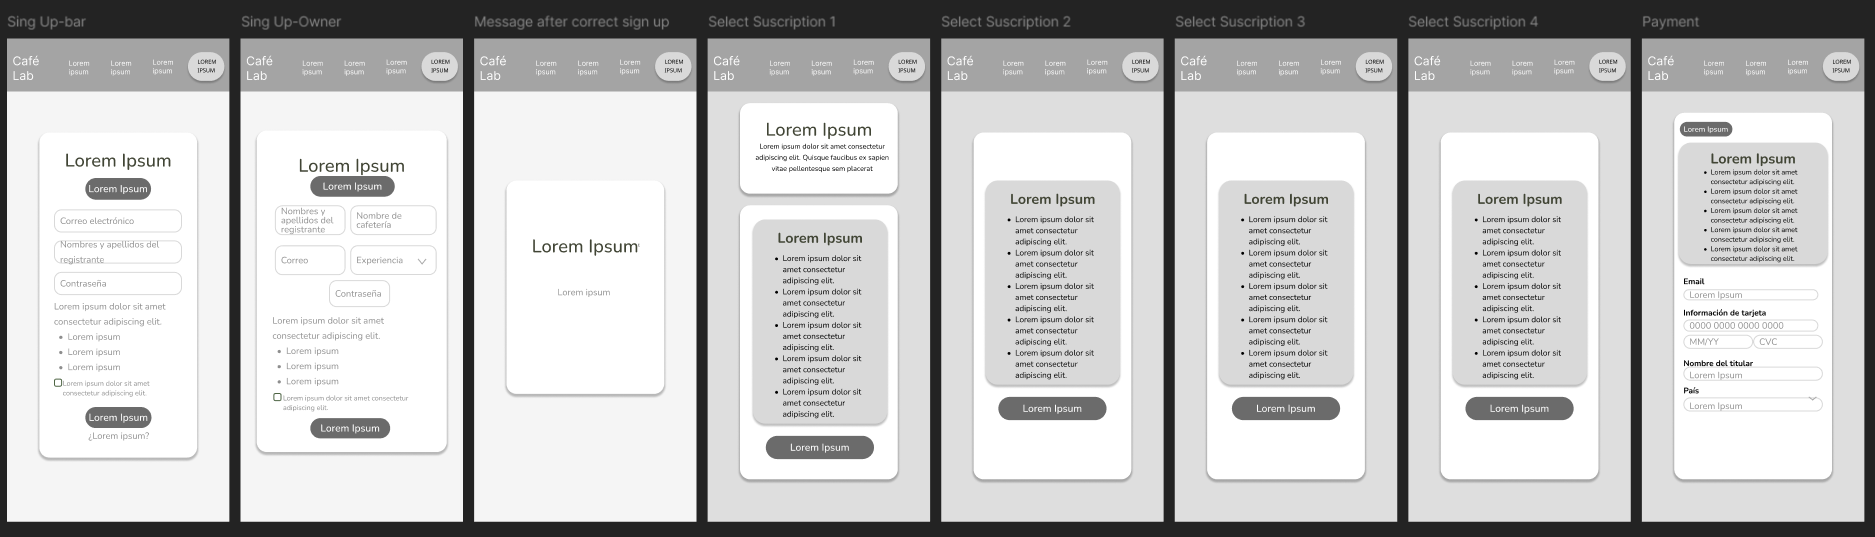 Sing Up-bar
Café
Lab
Lorem
ipsum
Lorem
ipsum
Lorem
ipsum
LOREM
IPSUM
Lorem Ipsum
Lorem Ipsum
Correo electrónico
Nombres y apellidos del
registrante
Contraseña
Lorem ipsum dolor sit amet
consectetur adipiscing elit.
• Lorem ipsum
• Lorem ipsum
• Lorem ipsum
Lorem ipsum dolor sit amet
consectetur adipiscing elit.
Lorem Ipsum
¿Lorem ipsum?
Sing Up-Owner
Café
Lab
Lorem
ipsum
Lorem
ipsum
Lorem
ipsum
LOREM
IPSUM
Lorem Ipsum
Lorem Ipsum
Nombres y
apellidos del
registrante
Nombre de
cafetería
Correo
Experiencia
Contraseña
Lorem ipsum dolor sit amet
consectetur adipiscing elit.
• Lorem ipsum
• Lorem ipsum
• Lorem ipsum
Lorem ipsum dolor sit amet consectetur
adipiscing elit.
Lorem Ipsum
Message after correct sign up
Café
Lab
Lorem
ipsum
Lorem
ipsum
Lorem
ipsum
LOREM
IPSUM
Lorem Ipsum
Lorem ipsum
Select Suscription 1
Café
Lab
Lorem
ipsum
Lorem
ipsum
Lorem
ipsum
LOREM
IPSUM
Lorem Ipsum
Lorem ipsum dolor sit amet consectetur
adipiscing elit. Quisque faucibus ex sapien
vitae pellentesque sem placerat
Lorem Ipsum
• Lorem ipsum dolor sit
amet consectetur
adipiscing elit.
• Lorem ipsum dolor sit
amet consectetur
adipiscing elit.
• Lorem ipsum dolor sit
amet consectetur
adipiscing elit.
• Lorem ipsum dolor sit
amet consectetur
adipiscing elit.
• Lorem ipsum dolor sit
amet consectetur
adipiscing elit.
Lorem Ipsum
Select Suscription 2
Café
Lab
Lorem
ipsum
Lorem
ipsum
Lorem
ipsum
LOREM
IPSUM
Lorem Ipsum
• Lorem ipsum dolor sit
amet consectetur
adipiscing elit.
• Lorem ipsum dolor sit
amet consectetur
adipiscing elit.
• Lorem ipsum dolor sit
amet consectetur
adipiscing elit.
• Lorem ipsum dolor sit
amet consectetur
adipiscing elit.
• Lorem ipsum dolor sit
amet consectetur
adipiscing elit.
Lorem Ipsum
Select Suscription 3
Café
Lab
Lorem
ipsum
Lorem
ipsum
Lorem
ipsum
LOREM
IPSUM
Lorem Ipsum
• Lorem ipsum dolor sit
amet consectetur
adipiscing elit.
• Lorem ipsum dolor sit
amet consectetur
adipiscing elit.
• Lorem ipsum dolor sit
amet consectetur
adipiscing elit.
• Lorem ipsum dolor sit
amet consectetur
adipiscing elit.
• Lorem ipsum dolor sit
amet consectetur
adipiscing elit.
Lorem Ipsum
Select Suscription 4
Café
Lab
Lorem
ipsum
Lorem
ipsum
Lorem
ipsum
LOREM
IPSUM
Lorem Ipsum
• Lorem ipsum dolor sit
amet consectetur
adipiscing elit.
• Lorem ipsum dolor sit
amet consectetur
adipiscing elit.
• Lorem ipsum dolor sit
amet consectetur
adipiscing elit.
• Lorem ipsum dolor sit
amet consectetur
adipiscing elit.
• Lorem ipsum dolor sit
amet consectetur
adipiscing elit.
Lorem Ipsum
Payment
Café
Lab
Lorem
ipsum
Lorem
ipsum
Lorem
ipsum
LOREM
IPSUM
Lorem Ipsum
Lorem Ipsum
• Lorem ipsum dolor sit amet
consectetur adipiscing elit.
• Lorem ipsum dolor sit amet
consectetur adipiscing elit.
• Lorem ipsum dolor sit amet
consectetur adipiscing elit.
• Lorem ipsum dolor sit amet
consectetur adipiscing elit.
• Lorem ipsum dolor sit amet
consectetur adipiscing elit.
Email
Lorem Ipsum
Información de tarjeta
0000 0000 0000 0000
MM/YY
CVC
Nombre del titular
Lorem Ipsum
País
Lorem Ipsum